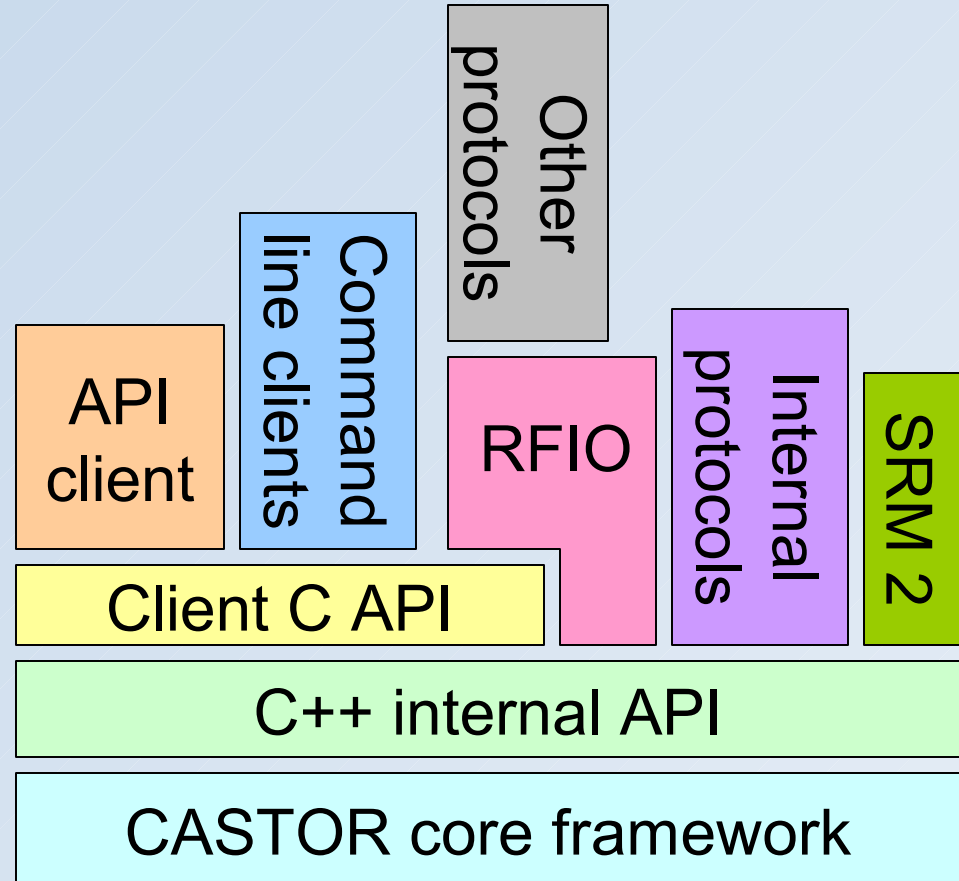 Other
protocols
Command
line clients
API
client
RFIO
Internal
protocols
SRM 2
Client C API
C++ internal API
CASTOR core framework